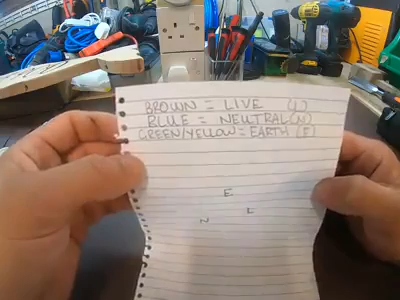 BROWN = LIVE (L)
BLUE = NEUTRAL (N)
GREEN/YELLOW = EARTH (E)
E
L
N